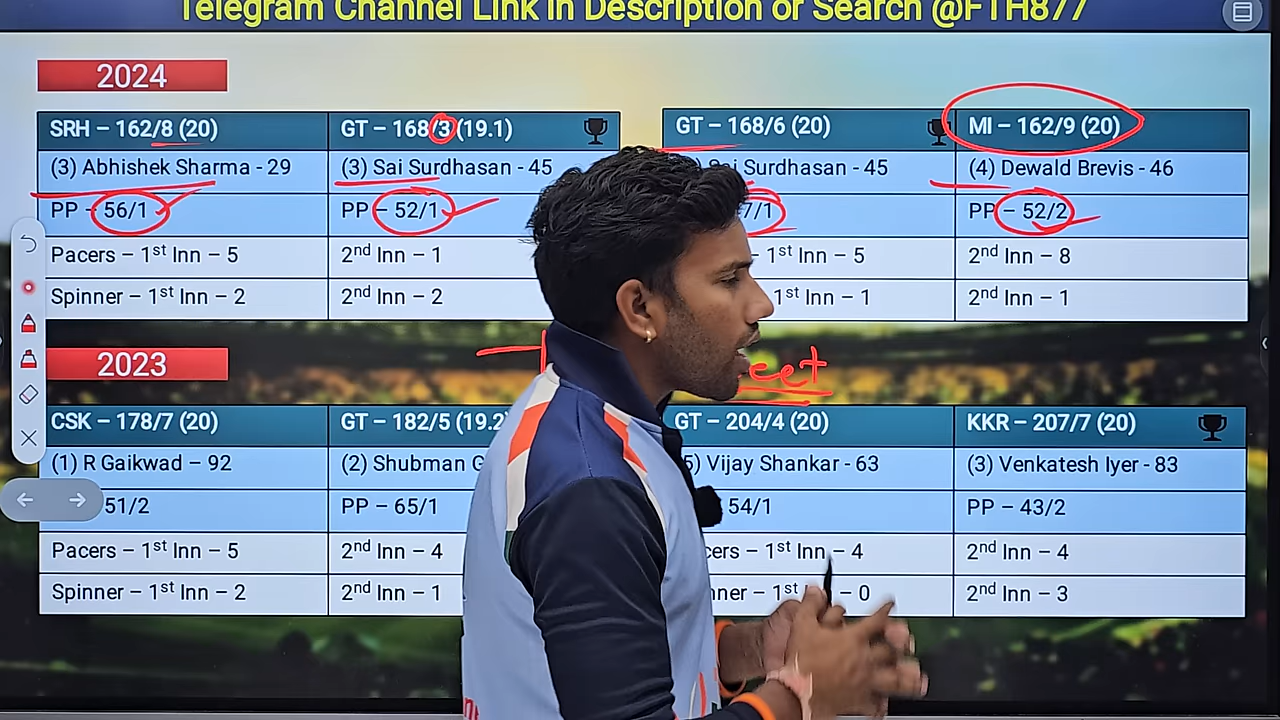 Telegram Channel Link in Description or Search @FTH877
2024
SRH – 162/8 (20)
GT – 168/3 (19.1)
(3) Abhishek Sharma - 29
(3) Sai Surdhasan - 45
PP – 56/1
PP – 52/1
Pacers – 1st Inn – 5
2nd Inn – 1
Spinner – 1st Inn – 2
2nd Inn – 2
GT – 168/6 (20)
MI – 162/9 (20)
Sai Surdhasan - 45
(4) Dewald Brevis - 46
7/1
PP – 52/2
– 1st Inn – 5
2nd Inn – 8
1st Inn – 1
2nd Inn – 1
2023
CSK – 178/7 (20)
GT – 182/5 (19.2
(1) R Gaikwad – 92
(2) Shubman G
51/2
PP – 65/1
Pacers – 1st Inn – 5
2nd Inn – 4
Spinner – 1st Inn – 2
2nd Inn – 1
GT – 204/4 (20)
KKR – 207/7 (20)
5) Vijay Shankar - 63
(3) Venkatesh Iyer - 83
54/1
PP – 43/2
cers – 1st Inn – 4
2nd Inn – 4
nner – 1st – 0
2nd Inn – 3